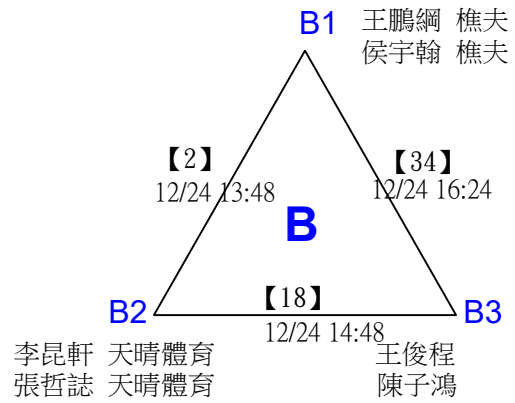 B1 王鵬綱 樵夫
侯宇翰 樵夫
【2】
12/24 13:48
【34】
12/24 16:24
B
B2
【18】
B3
12/24 14:48
李昆軒 天晴體育
張哲誌 天晴體育
王俊程
陳子鴻